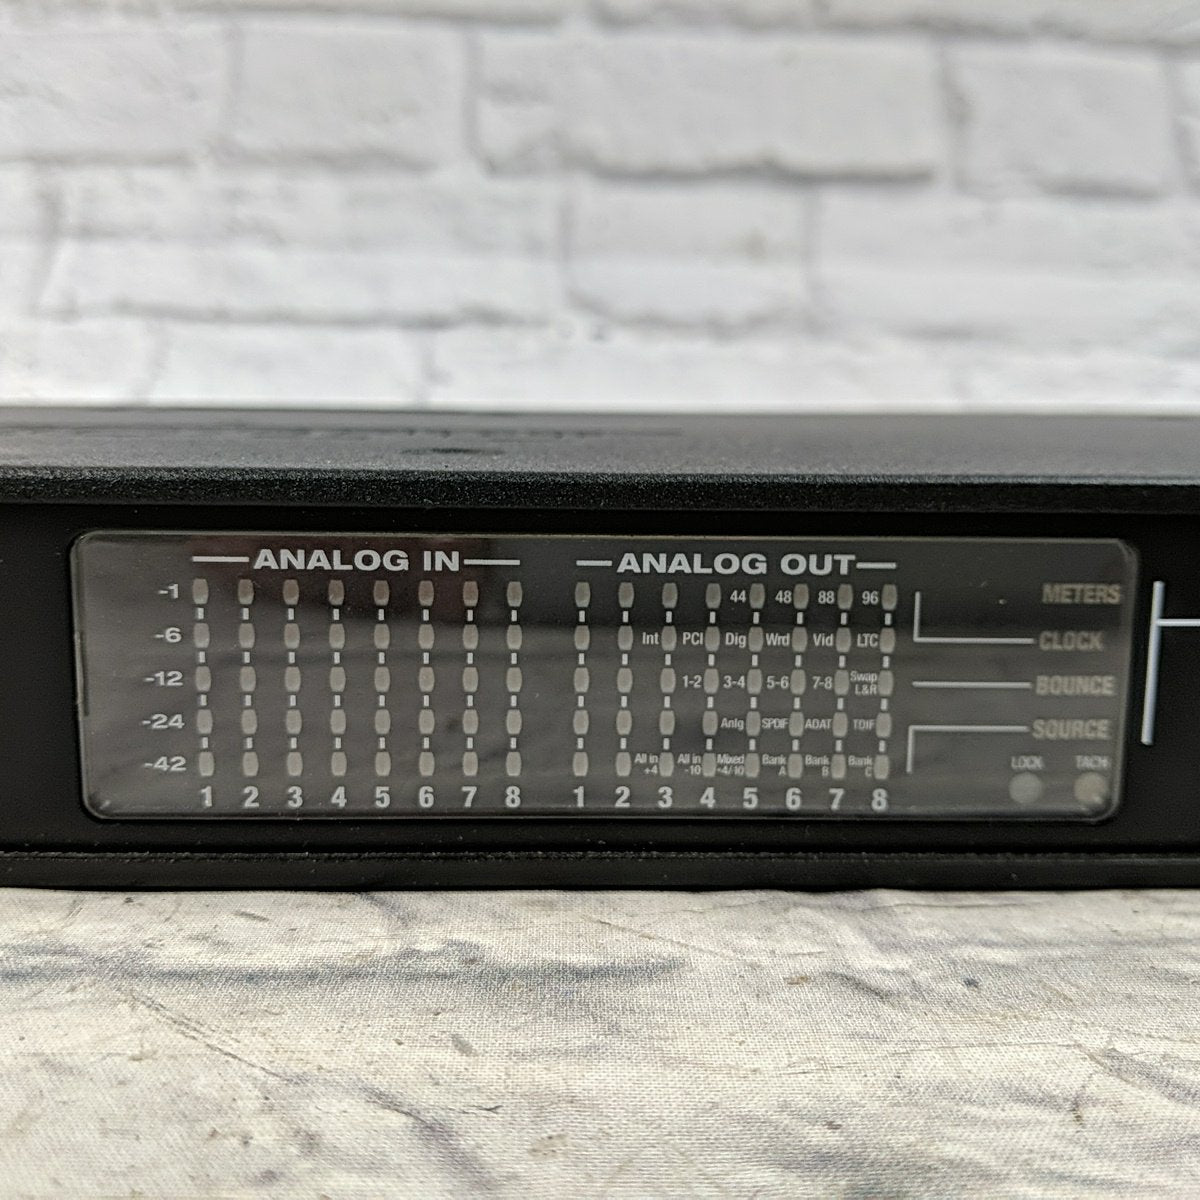 ANALOG IN ANALOG OUT
-1 44 48 88 96 METERS
-6 Int PCI Dig Wrd Vid LTC CLOCK
-12 1-2 3-4 5-6 7-8 Swap L&R BOUNCE
-24 Anlg SPDIF ADAT TDIF SOURCE
-42 All in +4 All in -10 Mixed +4/10 Bank A Bank B Bank C LOCK TACH
1 2 3 4 5 6 7 8 1 2 3 4 5 6 7 8